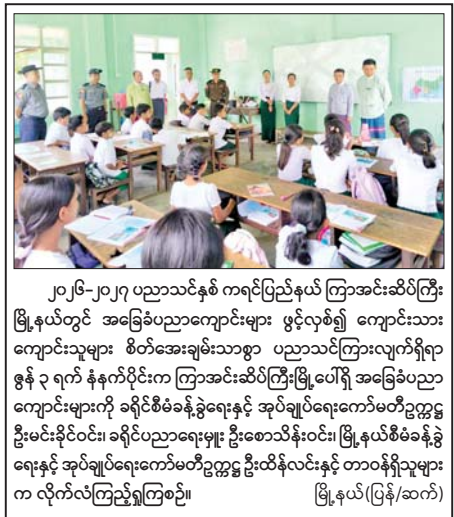 ၂၀၂၆-၂၀၂၇ ပညာသင်နှစ် ကရင်ပြည်နယ် ကြာအင်းဆိပ်ကြီး
မြို့နယ်တွင် အခြေခံပညာကျောင်းများ ဖွင့်လှစ်၍ ကျောင်းသား
ကျောင်းသူများ စိတ်အေးချမ်းသာစွာ ပညာသင်ကြားလျက်ရှိရာ
ဇွန် ၃ ရက် နံနက်ပိုင်းက ကြာအင်းဆိပ်ကြီးမြို့ပေါ်ရှိ အခြေခံပညာ
ကျောင်းများကို ခရိုင်စီမံခန့်ခွဲရေးနှင့် အုပ်ချုပ်ရေးကော်မတီဥက္ကဋ္ဌ
ဦးမင်းခိုင်ဝင်း၊ ခရိုင်ပညာရေးမှူး ဦးစောသိန်းဝင်း၊ မြို့နယ်စီမံခန့်ခွဲ
ရေးနှင့် အုပ်ချုပ်ရေးကော်မတီဥက္ကဋ္ဌ ဦးထိန်လင်းနှင့် တာဝန်ရှိသူများ
က လိုက်လံကြည့်ရှုကြစဉ်။ မြို့နယ်(ပြန်/ဆက်)